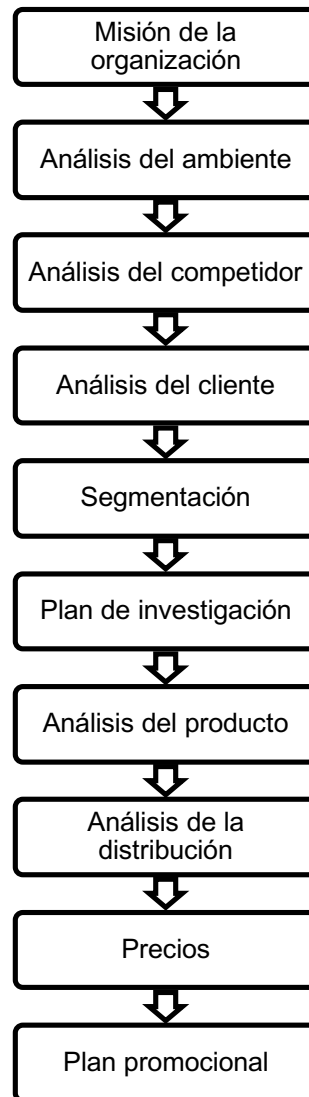 Misión de la
organización
Análisis del ambiente
Análisis del competidor
Análisis del cliente
Segmentación
Plan de investigación
Análisis del producto
Análisis de la
distribución
Precios
Plan promocional